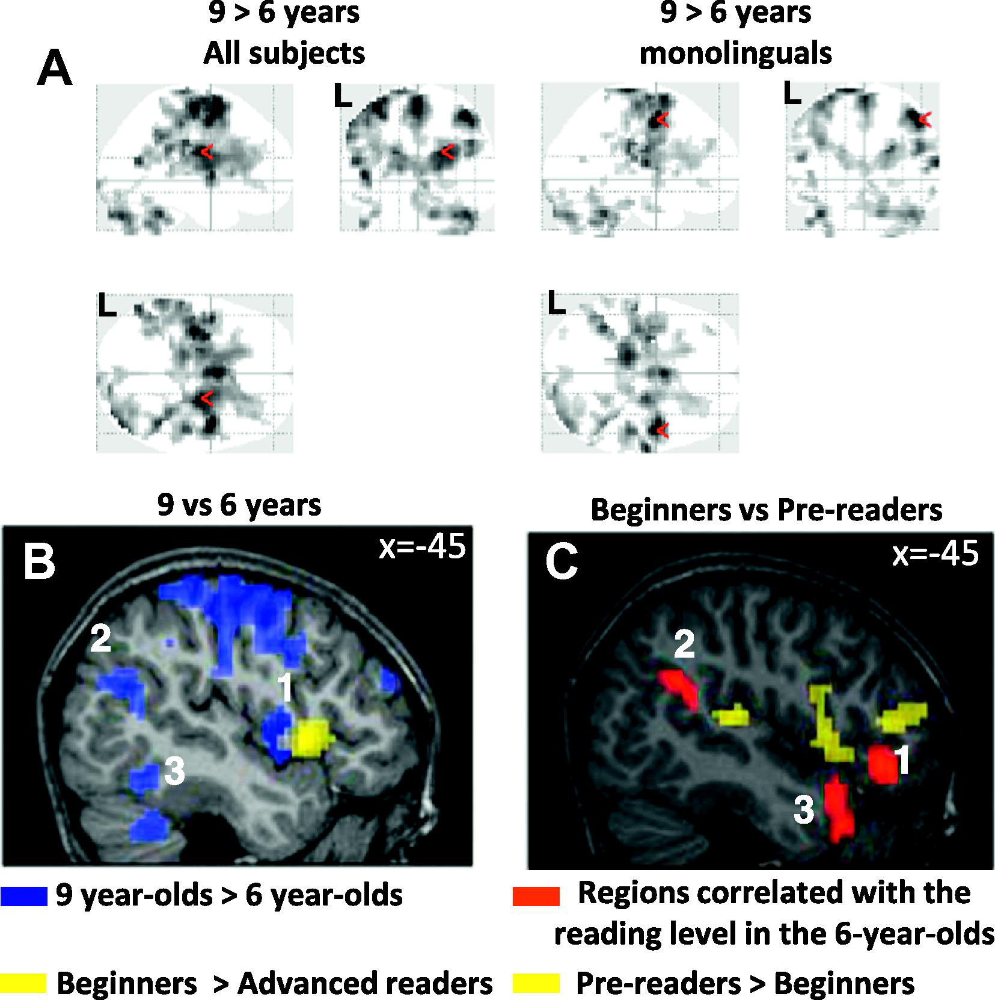 9 > 6 years
All subjects
9 > 6 years
monolinguals
A
L
L
L
L
9 vs 6 years
Beginners vs Pre-readers
B
x=-45
2
1
3
C
x=-45
2
1
3
9 year-olds > 6 year-olds
Beginners > Advanced readers
Regions correlated with the
reading level in the 6-year-olds
Pre-readers > Beginners